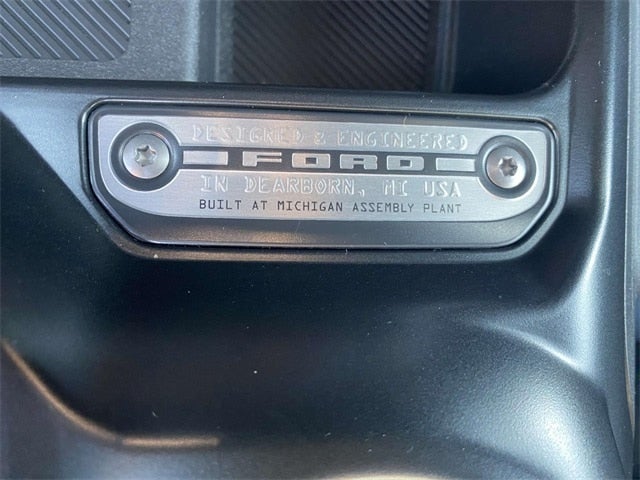 DESIGNED & ENGINEERED
FORD
IN DEARBORN, MI USA
BUILT AT MICHIGAN ASSEMBLY PLANT